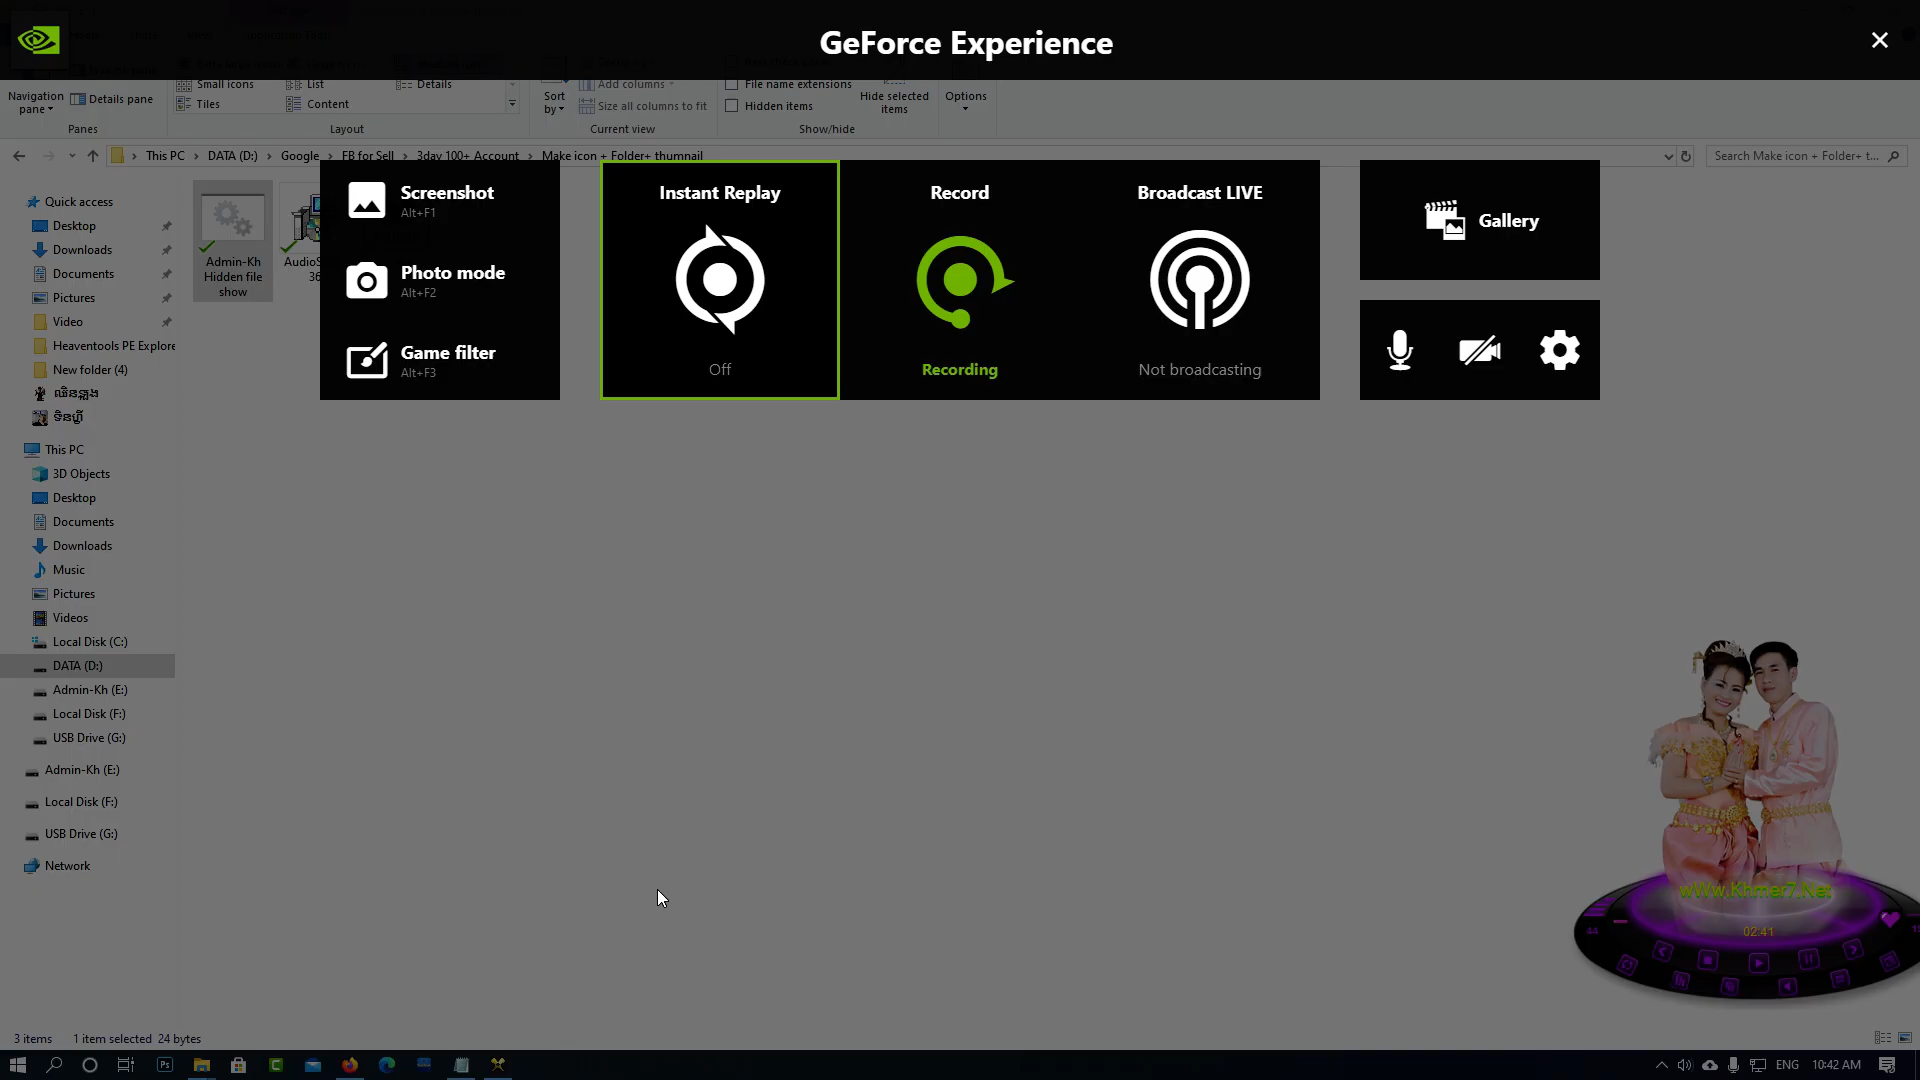 GeForce Experience
Small icons
List
Details
Tiles
Content
Navigation
pane
Details pane
Panes
Layout
Sort
by
Add columns
Size all columns to fit
Current view
File name extensions
Hidden items
Hide selected
items
Show/hide
Options
This PC
DATA (D:)
Google
FB for Sell
3day 100+ Account
Make icon + Folder+ thumnail
Search Make icon + Folder+ t...
Quick access
Desktop
Downloads
Documents
Pictures
Video
Heaventools PE Explore
New folder (4)
This PC
3D Objects
Desktop
Documents
Downloads
Music
Pictures
Videos
Local Disk (C:)
DATA (D:)
Admin-Kh (E:)
Local Disk (F:)
USB Drive (G:)
Admin-Kh (E:)
Local Disk (F:)
USB Drive (G:)
Network
Admin-Kh
Hidden file
show
AudioS
36
Screenshot
Alt+F1
Photo mode
Alt+F2
Game filter
Alt+F3
Instant Replay
Off
Record
Recording
Broadcast LIVE
Not broadcasting
Gallery
wWw.Khmer7.Net
02:41
44
3 items
1 item selected 24 bytes
Ps
ENG
10:42 AM